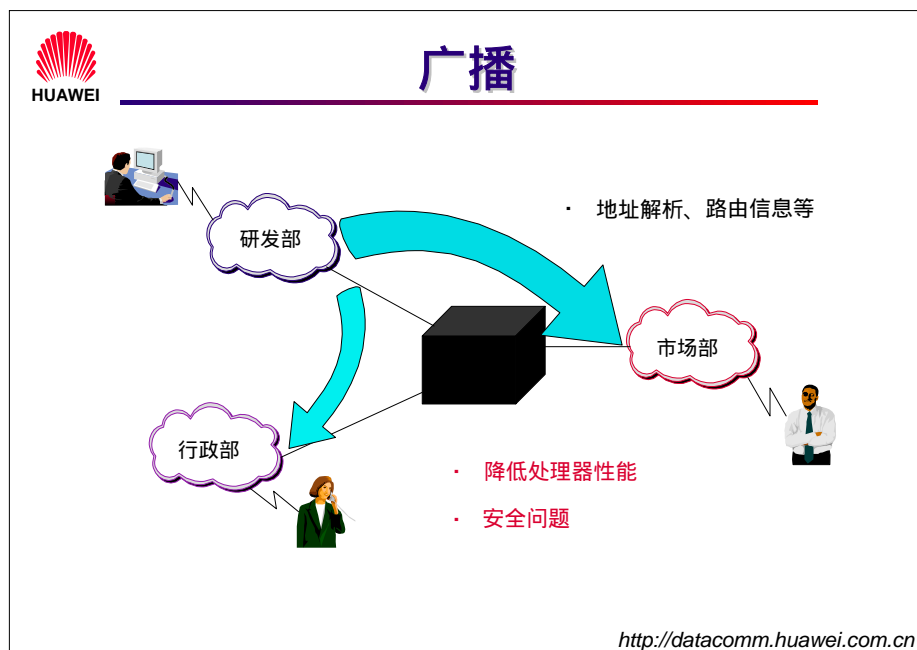 广播
HUAWEI
· 地址解析、路由信息等
研发部
市场部
行政部
· 降低处理器性能
· 安全问题
http://datacomm.huawei.com.cn